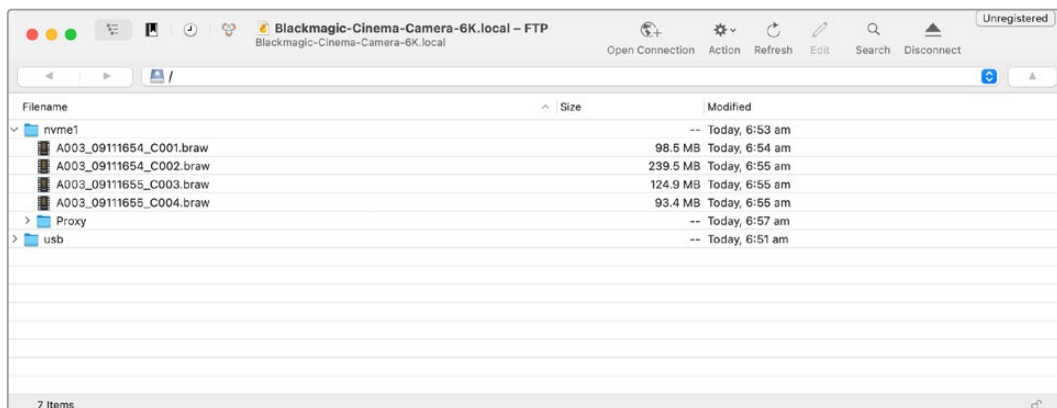 Unregistered
Blackmagic-Cinema-Camera-6K.local – FTP
Blackmagic-Cinema-Camera-6K.local
Open Connection Action Refresh Edit Search Disconnect
/
Filename Size Modified
nvme1 -- Today, 6:53 am
A003_09111654_C001.braw 98.5 MB Today, 6:54 am
A003_09111654_C002.braw 239.5 MB Today, 6:55 am
A003_09111655_C003.braw 124.9 MB Today, 6:55 am
A003_09111655_C004.braw 93.4 MB Today, 6:55 am
Proxy -- Today, 6:57 am
usb -- Today, 6:51 am
7 Items